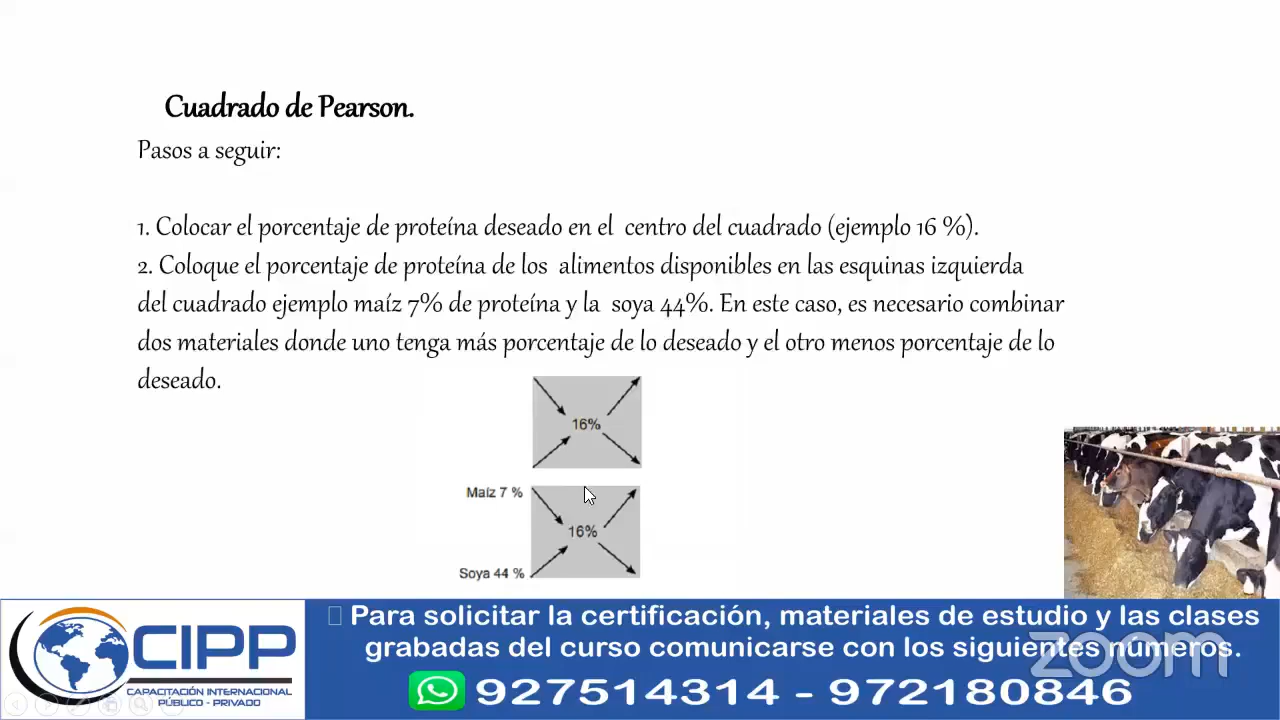 Cuadrado de Pearson.
Pasos a seguir:
1. Colocar el porcentaje de proteína deseado en el centro del cuadrado (ejemplo 16 %).
2. Coloque el porcentaje de proteína de los alimentos disponibles en las esquinas izquierda
del cuadrado ejemplo maíz 7% de proteína y la soya 44%. En este caso, es necesario combinar
dos materiales donde uno tenga más porcentaje de lo deseado y el otro menos porcentaje de lo
deseado.
16%
Maíz 7 %
16%
Soya 44 %
CIPP
CAPACITACIÓN INTERNACIONAL
PÚBLICO - PRIVADO
Para solicitar la certificación, materiales de estudio y las clases
grabadas del curso comunicarse con los siguientes números.
927514314 - 972180846
zoom